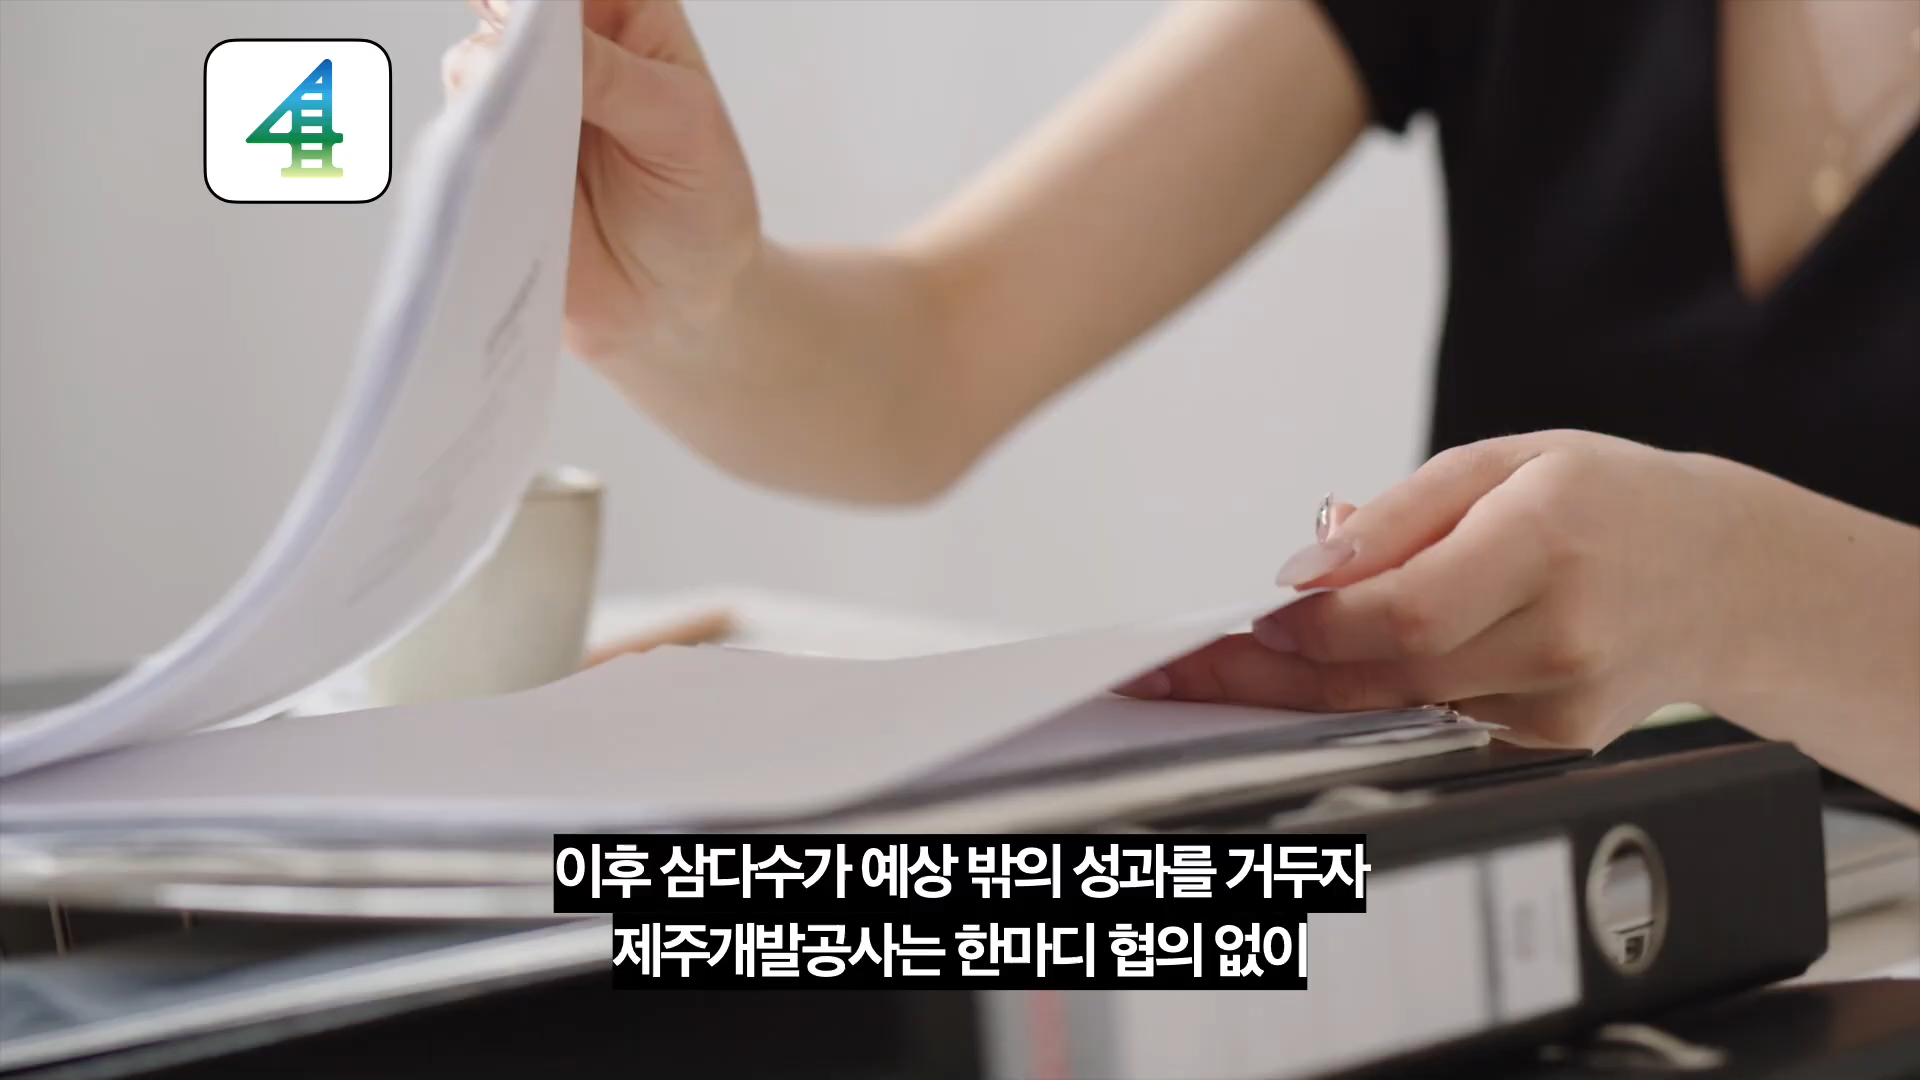 4
이후 삼다수가 예상 밖의 성과를 거두자
제주개발공사는 한마디 협의 없이